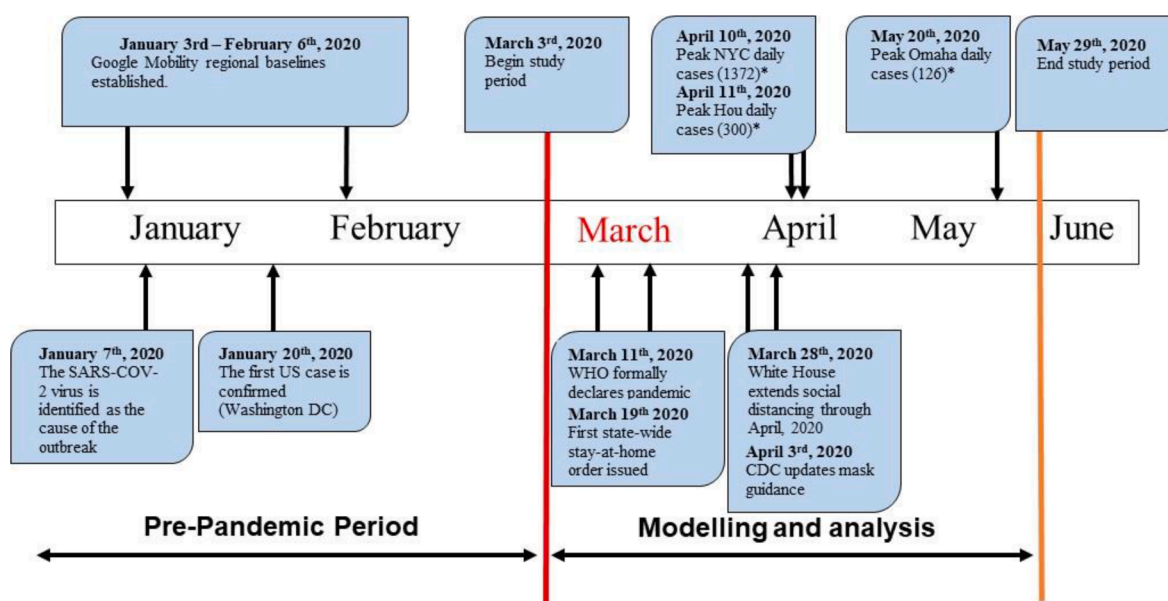 January 3rd – February 6th, 2020
Google Mobility regional baselines
established.
March 3rd, 2020
Begin study
period
April 10th, 2020
Peak NYC daily
cases (1372)*
April 11th, 2020
Peak Hou daily
cases (300)*
May 20th, 2020
Peak Omaha daily
cases (126)*
May 29th, 2020
End study period
January
February
March
April
May
June
January 7th, 2020
The SARS-COV-
2 virus is
identified as the
cause of the
outbreak
January 20th, 2020
The first US case is
confirmed
(Washington DC)
March 11th, 2020
WHO formally
declares pandemic
March 19th 2020
First state-wide
stay-at-home
order issued
March 28th, 2020
White House
extends social
distancing through
April, 2020
April 3rd, 2020
CDC updates mask
guidance
Pre-Pandemic Period
Modelling and analysis